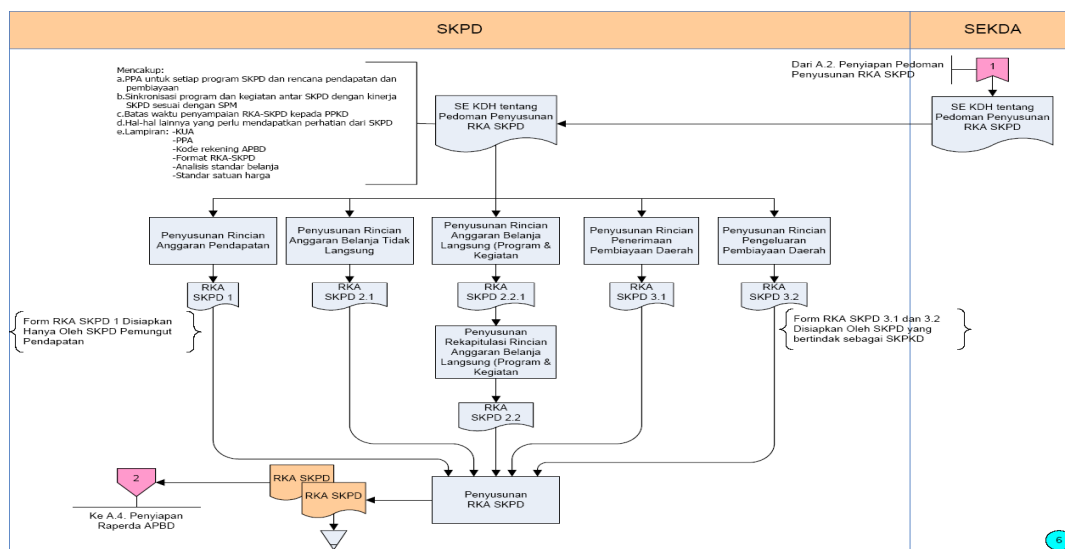 SKPD
SEKDA
Mencakup:
a.PPA untuk setiap program SKPD dan rencana pendapatan dan
pembiayaan
b.Sinkronisasi program dan kegiatan antar SKPD dengan kinerja
SKPD sesuai dengan SPM
c.Batas waktu penyampaian RKA-SKPD kepada PPKD
d.Hal-hal lainnya yang perlu mendapatkan perhatian dari SKPD
e.Lampiran: -KUA
-PPA
-Kode rekening APBD
-Format RKA-SKPD
-Analisis standar belanja
-Standar satuan harga
SE KDH tentang
Pedoman Penyusunan
RKA SKPD
Dari A.2. Penyiapan Pedoman
Penyusunan RKA SKPD
1
SE KDH tentang
Pedoman Penyusunan
RKA SKPD
Penyusunan Rincian
Anggaran Pendapatan
Penyusunan Rincian
Anggaran Belanja Tidak
Langsung
Penyusunan Rincian
Anggaran Belanja
Langsung (Program &
Kegiatan
Penyusunan Rincian
Penerimaan
Pembiayaan Daerah
Penyusunan Rincian
Pengeluaran
Pembiayaan Daerah
RKA
SKPD 1
RKA
SKPD 2.1
RKA
SKPD 2.2.1
RKA
SKPD 3.1
RKA
SKPD 3.2
Form RKA SKPD 1 Disiapkan
Hanya Oleh SKPD Pemungut
Pendapatan
Penyusunan
Rekapitulasi Rincian
Anggaran Belanja
Langsung (Program &
Kegiatan
Form RKA SKPD 3.1 dan 3.2
Disiapkan Oleh SKPD yang
bertindak sebagai SKPKD
RKA
SKPD 2.2
2
RKA SKPD
RKA SKPD
Penyusunan
RKA SKPD
Ke A.4. Penyiapan
Raperda APBD
6